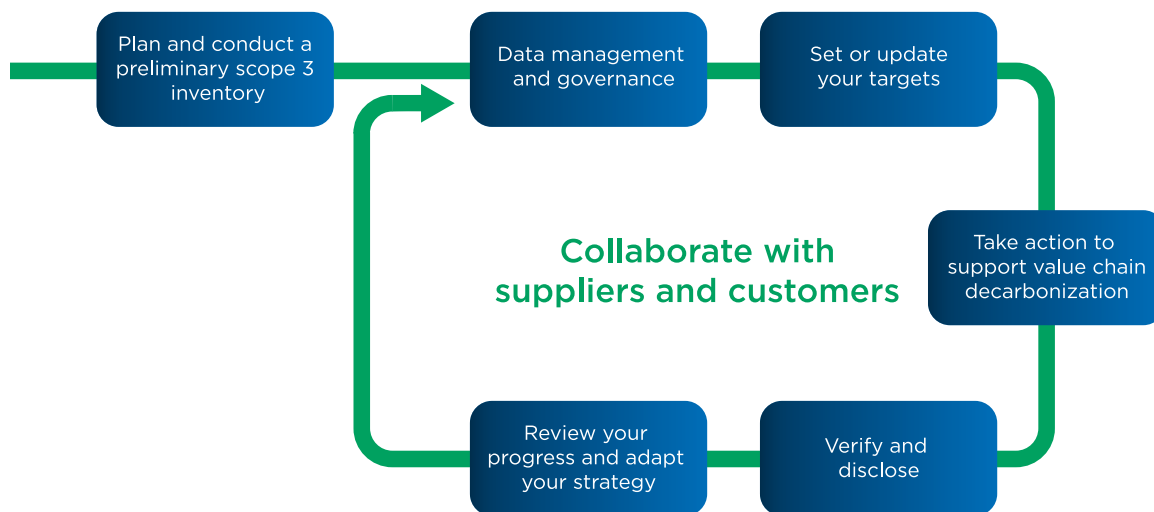 Plan and conduct a
preliminary scope 3
inventory
Data management
and governance
Set or update
your targets
Take action to
support value chain
decarbonization
Collaborate with
suppliers and customers
Verify and
disclose
Review your
progress and adapt
your strategy